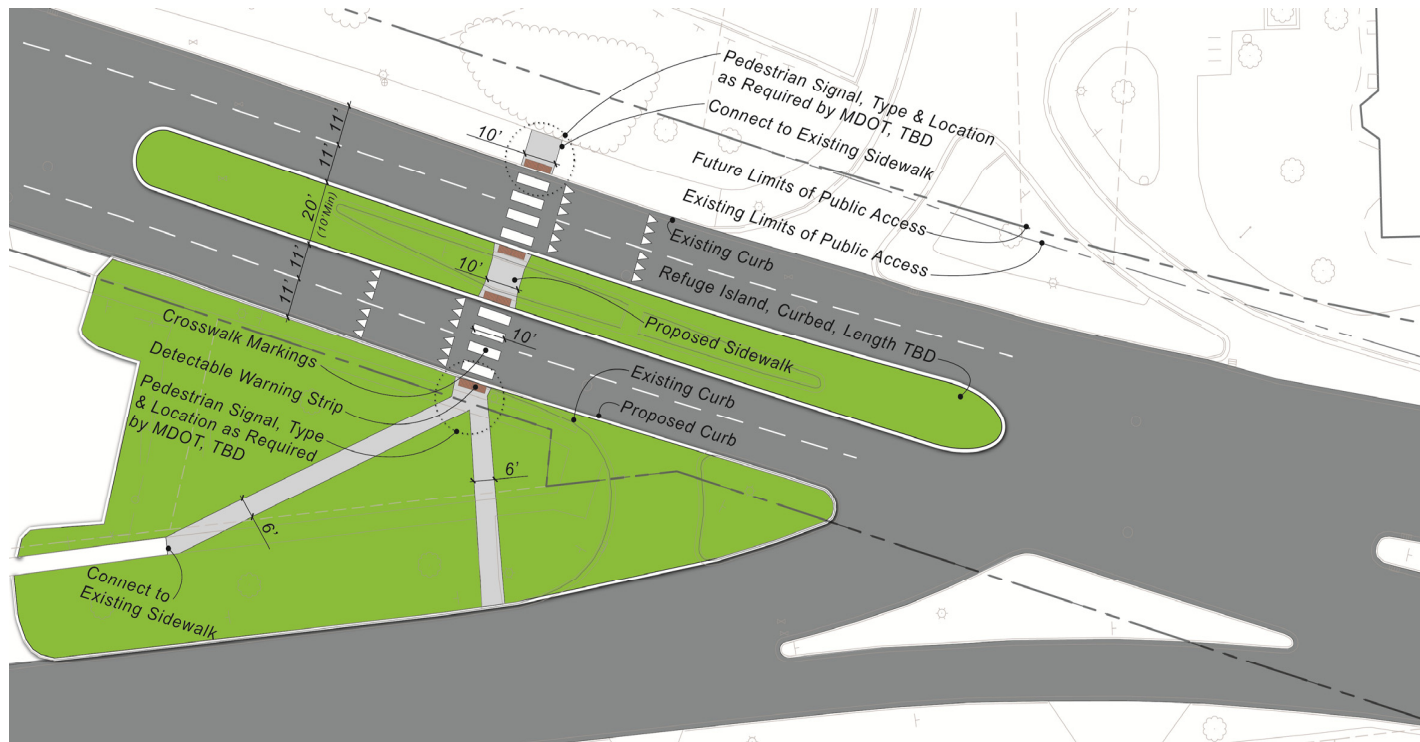 Pedestrian Signal, Type & Location
as Required by MDOT, TBD
Connect to Existing Sidewalk
Future Limits of Public Access
Existing Limits of Public Access
11'
11'
20'
(10'Min)
11'
11'
10'
10'
10'
Existing Curb
Refuge Island, Curbed, Length TBD
Proposed Sidewalk
Crosswalk Markings
Detectable Warning Strip
Pedestrian Signal, Type
& Location as Required
by MDOT, TBD
Existing Curb
Proposed Curb
6'
6'
Connect to
Existing Sidewalk